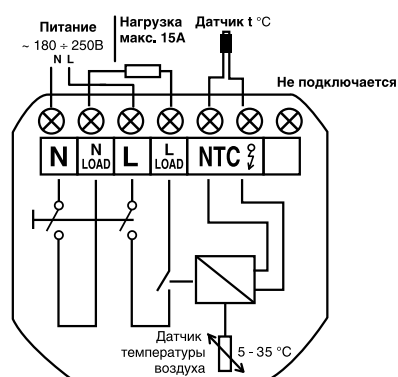 Питание
~ 180 ÷ 250В
N L
Нагрузка
макс. 15А
Датчик t °C
Не подключается
N
N
LOAD
L
L
LOAD
NTC
Датчик
температуры
воздуха
5 - 35 °C